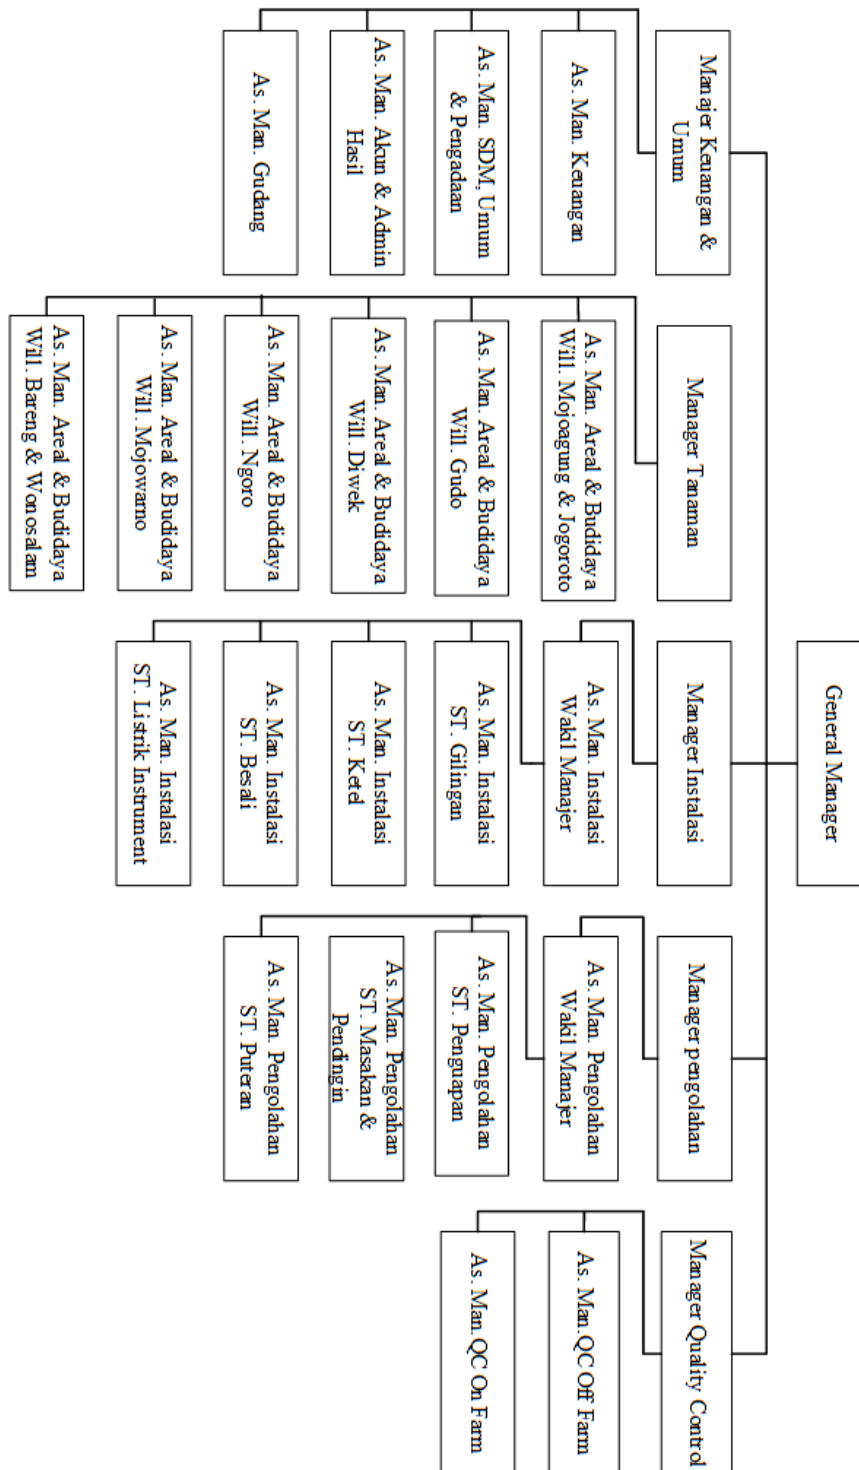 General Manager
Manajer Keuangan &
Umum
As. Man. Keuangan
As. Man. SDM, Umum
& Pengadaan
As. Man. Akun & Admin
Hasil
As. Man. Gudang
Manager Tanaman
As. Man. Areal & Budidaya
Will. Mojoagung & Jogoroto
As. Man. Areal & Budidaya
Will. Gudo
As. Man. Areal & Budidaya
Will. Diwek
As. Man. Areal & Budidaya
Will. Ngoro
As. Man. Areal & Budidaya
Will. Mojowarno
As. Man. Areal & Budidaya
Will. Bareng & Wonosalam
Manager Instalasi
As. Man. Instalasi
Wakil Manajer
As. Man. Instalasi
ST. Gilingan
As. Man. Instalasi
ST. Ketel
As. Man. Instalasi
ST. Besali
As. Man. Instalasi
ST. Listrik Instrument
Manager pengolahan
As. Man. Pengolahan
Wakil Manajer
As. Man. Pengolahan
ST. Penguapan
As. Man. Pengolahan
ST. Masakan &
Pendingin
As. Man. Pengolahan
ST. Puteran
Manager Quality Control
As. Man.QC Off Farm
As. Man.QC On Farm